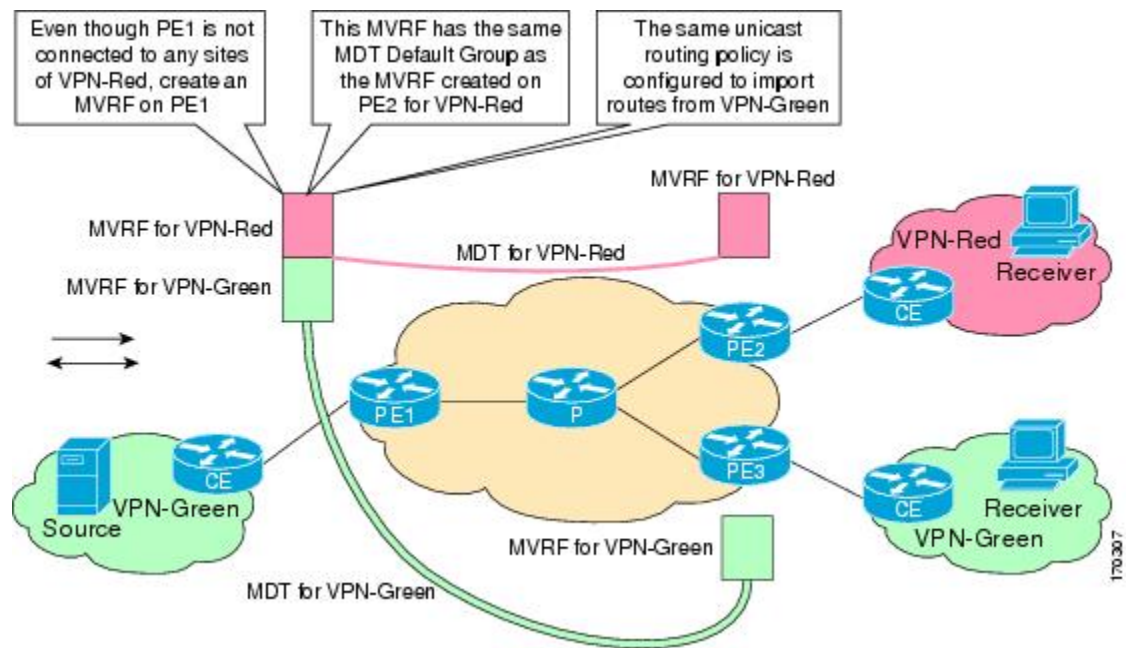 Even though PE1 is not
connected to any sites
of VPN-Red, create an
MVRF on PE1
This MVRF has the same
MDT Default Group as
the MVRF created on
PE2 for VPN-Red
The same unicast
routing policy is
configured to import
routes from VPN-Green
MVRF for VPN-Red
MVRF for VPN-Red
MDT for VPN-Red
MVRF for VPN-Green
VPN-Red
Receiver
CE
PE2
PE1
P
PE3
CE
VPN-Green
Source
CE
Receiver
VPN-Green
MVRF for VPN-Green
MDT for VPN-Green
170307